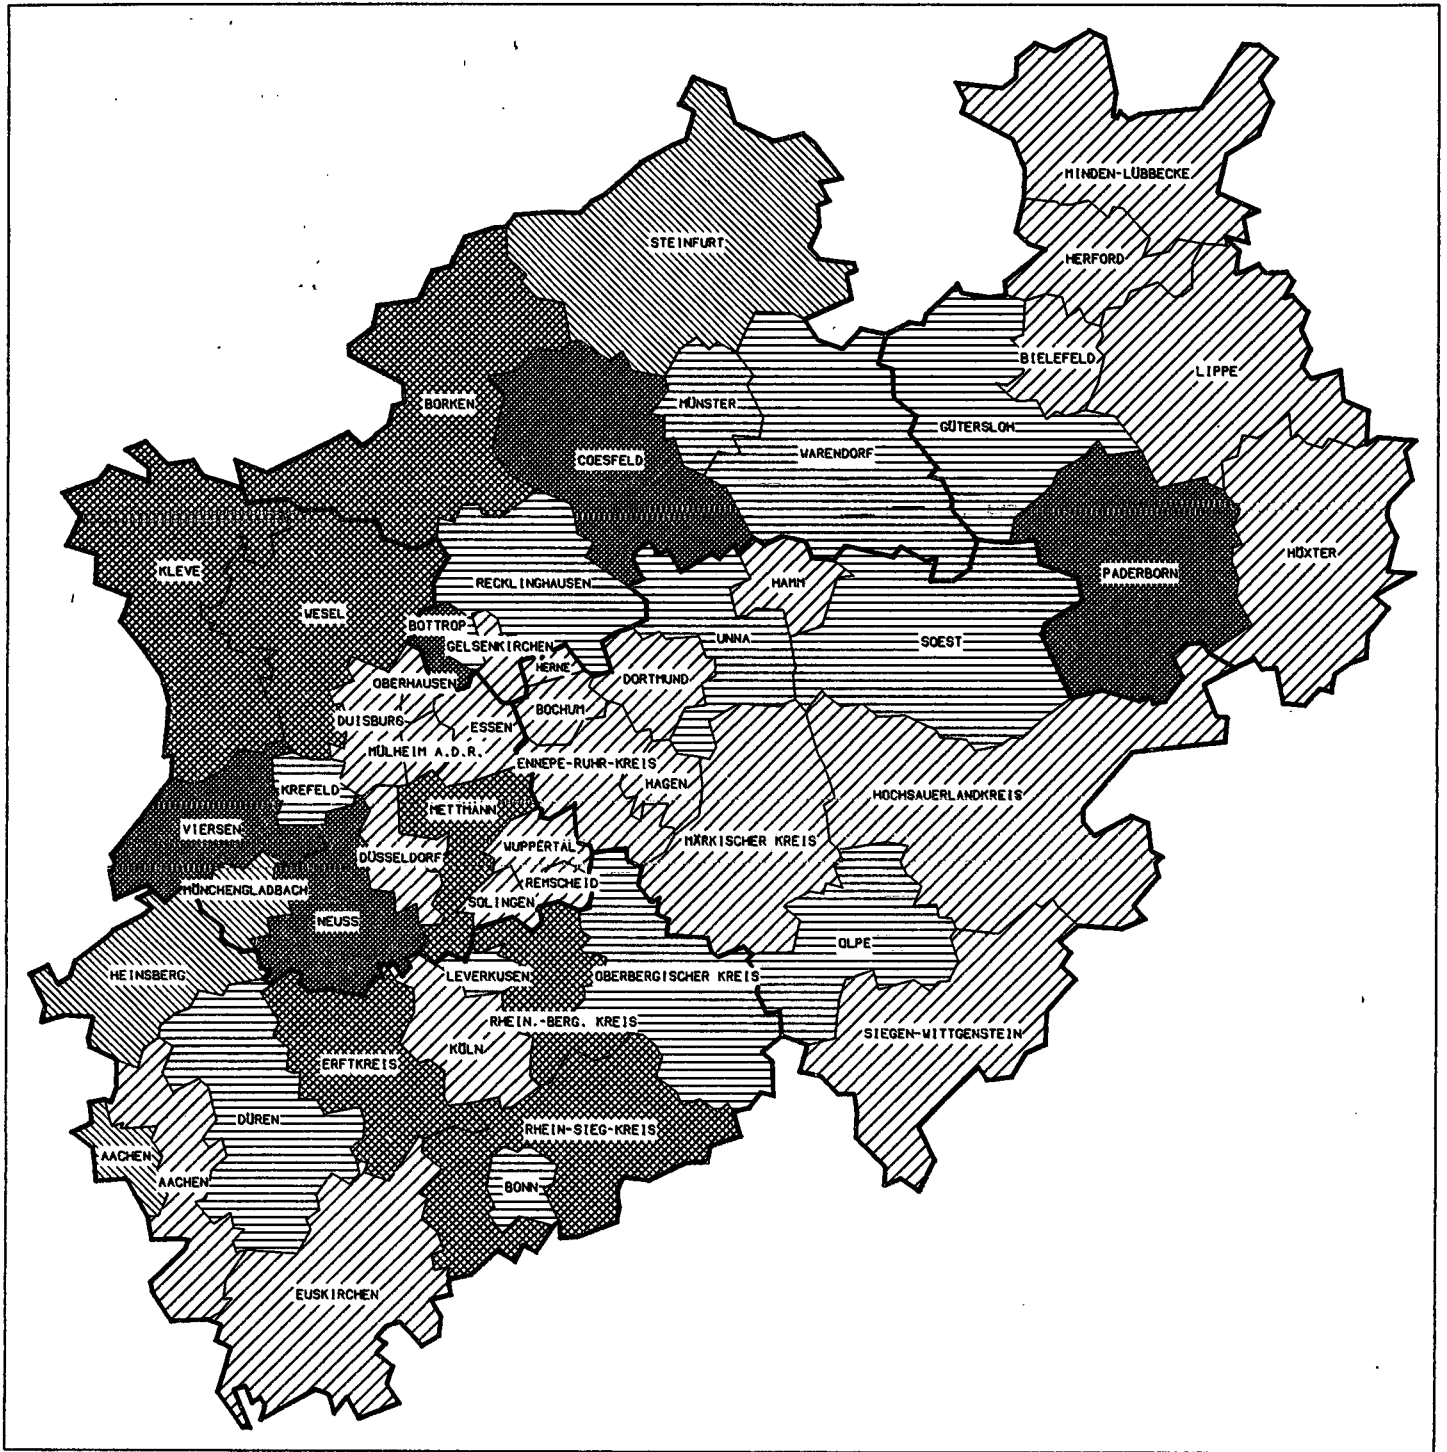 MINDEN-LÜBBECKE
STEINFURT
HERFORD
BIELEFELD
LIPPE
BORKEN
MÜNSTER
GÜTERSLOH
WARENDORF
COESFELD
HÖXTER
KLEVE
PADERBORN
RECKLINGHAUSEN
HAMM
WESEL
BOTTROP
UNNA
SOEST
GELSENKIRCHEN
HERNE
OBERHAUSEN
DORTMUND
BOCHUM
DUISBURG
ESSEN
MÜLHEIM A.D.R.
ENNEPE-RUHR-KREIS
HAGEN
KREFELD
HOCHSAUERLANDKREIS
METTMANN
VIERSEN
WUPPERTAL
MÄRKISCHER KREIS
DÜSSELDORF
REMSCHEID
MÜNCHENGLADBACH
SOLINGEN
NEUSS
OLPE
HEINSBERG
LEVERKUSEN
OBERBERGISCHER KREIS
RHEIN.-BERG. KREIS
SIEGEN-WITTGENSTEIN
KÖLN
ERFTKREIS
DÜREN
RHEIN-SIEG-KREIS
AACHEN
AACHEN
BONN
EUSKIRCHEN